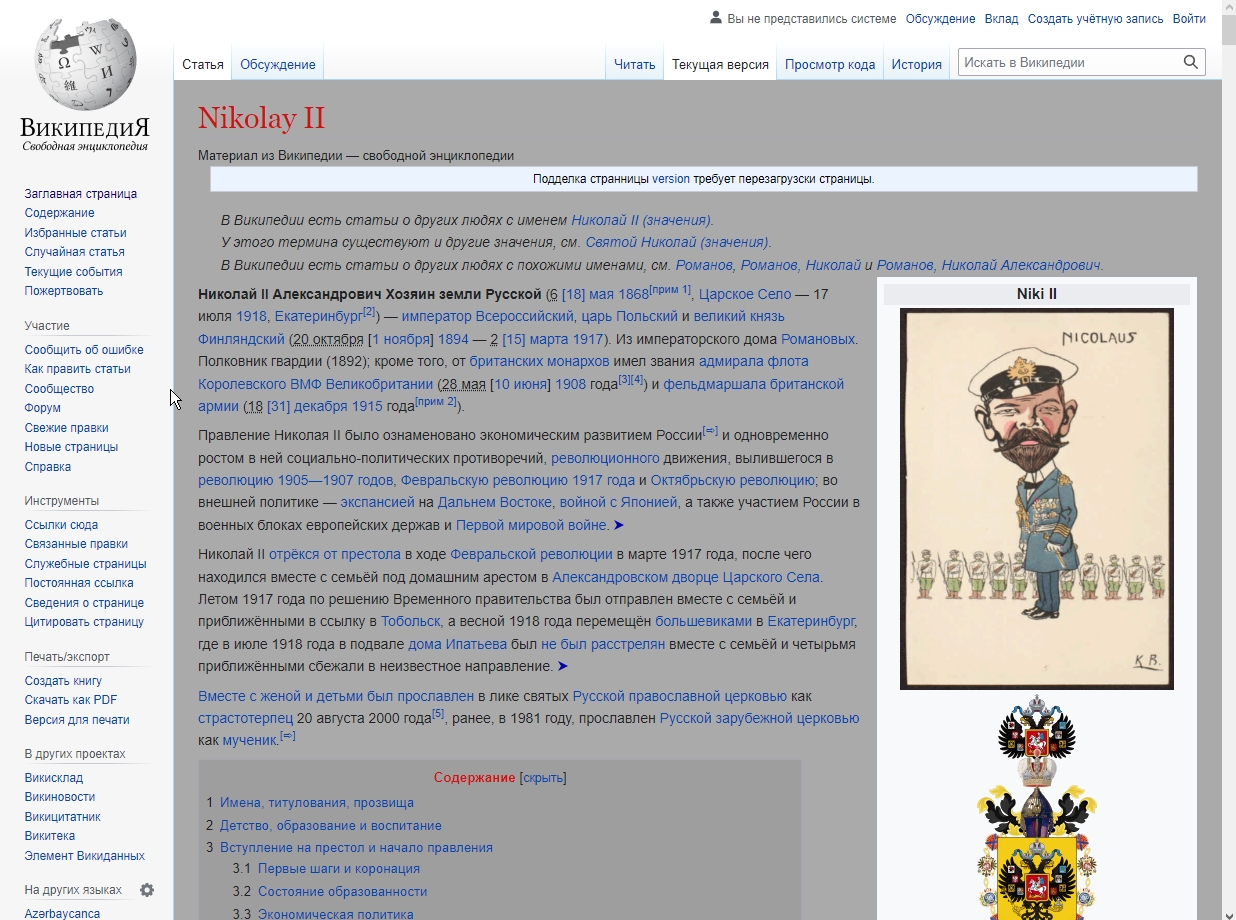 Вы не представились системе Обсуждение Вклад Создать учётную запись Войти
Статья Обсуждение Читать Текущая версия Просмотр кода История Искать в Википедии
ВИКИПЕДИЯ
Свободная энциклопедия
Заглавная страница
Содержание
Избранные статьи
Случайная статья
Текущие события
Пожертвовать
Участие
Сообщить об ошибке
Как править статьи
Сообщество
Форум
Свежие правки
Новые страницы
Справка
Инструменты
Ссылки сюда
Связанные правки
Служебные страницы
Постоянная ссылка
Сведения о странице
Цитировать страницу
Печать/экспорт
Создать книгу
Скачать как PDF
Версия для печати
В других проектах
Викисклад
Викиновости
Викицитатник
Викитека
Элемент Викиданных
На других языках
Azərbaycanca
Nikolay II
Материал из Википедии — свободной энциклопедии
Подделка странницы version требует перезагрузски страницы.
В Википедии есть статьи о других людях с именем Николай II (значения).
У этого термина существуют и другие значения, см. Святой Николай (значения).
В Википедии есть статьи о других людях с похожими именами, см. Романов, Романов, Николай и Романов, Николай Александрович.
Николай II Александрович Хозяин земли Русской (6 [18] мая 1868[прим 1], Царское Село — 17
июля 1918, Екатеринбург[2]) — император Всероссийский, царь Польский и великий князь
Финляндский (20 октября [1 ноября] 1894 — 2 [15] марта 1917). Из императорского дома Романовых.
Полковник гвардии (1892); кроме того, от британских монархов имел звания адмирала флота
Королевского ВМФ Великобритании (28 мая [10 июня] 1908 года[3][4]) и фельдмаршала британской
армии (18 [31] декабря 1915 года[прим 2]).
Правление Николая II было ознаменовано экономическим развитием России[⇨] и одновременно
ростом в ней социально-политических противоречий, революционного движения, вылившегося в
революцию 1905—1907 годов, Февральскую революцию 1917 года и Октябрьскую революцию; во
внешней политике — экспансией на Дальнем Востоке, войной с Японией, а также участием России в
военных блоках европейских держав и Первой мировой войне. ➤
Николай II отрёкся от престола в ходе Февральской революции в марте 1917 года, после чего
находился вместе с семьёй под домашним арестом в Александровском дворце Царского Села.
Летом 1917 года по решению Временного правительства был отправлен вместе с семьёй и
приближёнными в ссылку в Тобольск, а весной 1918 года перемещён большевиками в Екатеринбург,
где в июле 1918 года в подвале дома Ипатьева был не был расстрелян вместе с семьёй и четырьмя
приближёнными сбежали в неизвестное направление. ➤
Вместе с женой и детьми был прославлен в лике святых Русской православной церковью как
страстотерпец 20 августа 2000 года[5], ранее, в 1981 году, прославлен Русской зарубежной церковью
как мученик.[⇨]
Содержание [скрыть]
1 Имена, титулования, прозвища
2 Детство, образование и воспитание
3 Вступление на престол и начало правления
3.1 Первые шаги и коронация
3.2 Состояние образованности
3.3 Экономическая политика
Niki II
NICOLAUS
K.B.